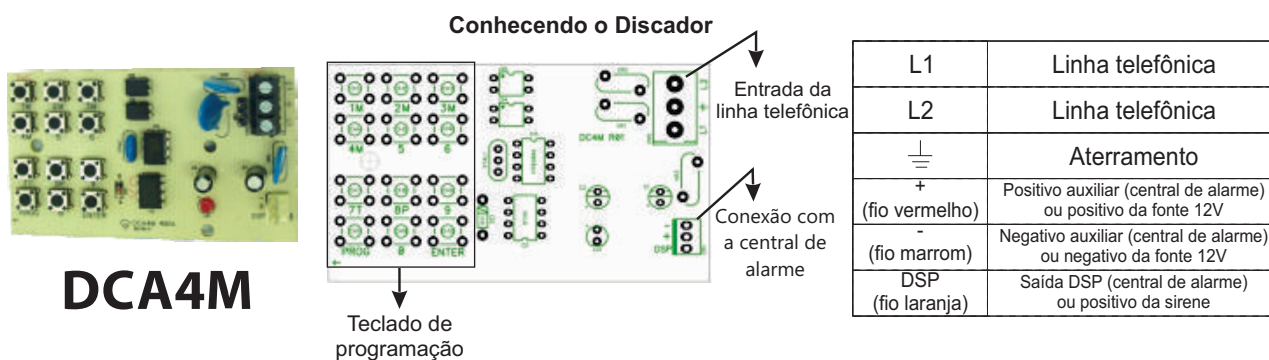 Conhecendo o Discador
DCA4M
1M 2M 3M
4M 5 6
7T 8P 9
PROG 0 ENTER
DC4M R01
DSP
Entrada da
linha telefônica
Conexão com
a central de
alarme
Teclado de
programação
L1 Linha telefônica
L2 Linha telefônica
Aterramento
+
(fio vermelho)
Positivo auxiliar (central de alarme)
ou positivo da fonte 12V
-
(fio marrom)
Negativo auxiliar (central de alarme)
ou negativo da fonte 12V
DSP
(fio laranja)
Saída DSP (central de alarme)
ou positivo da sirene